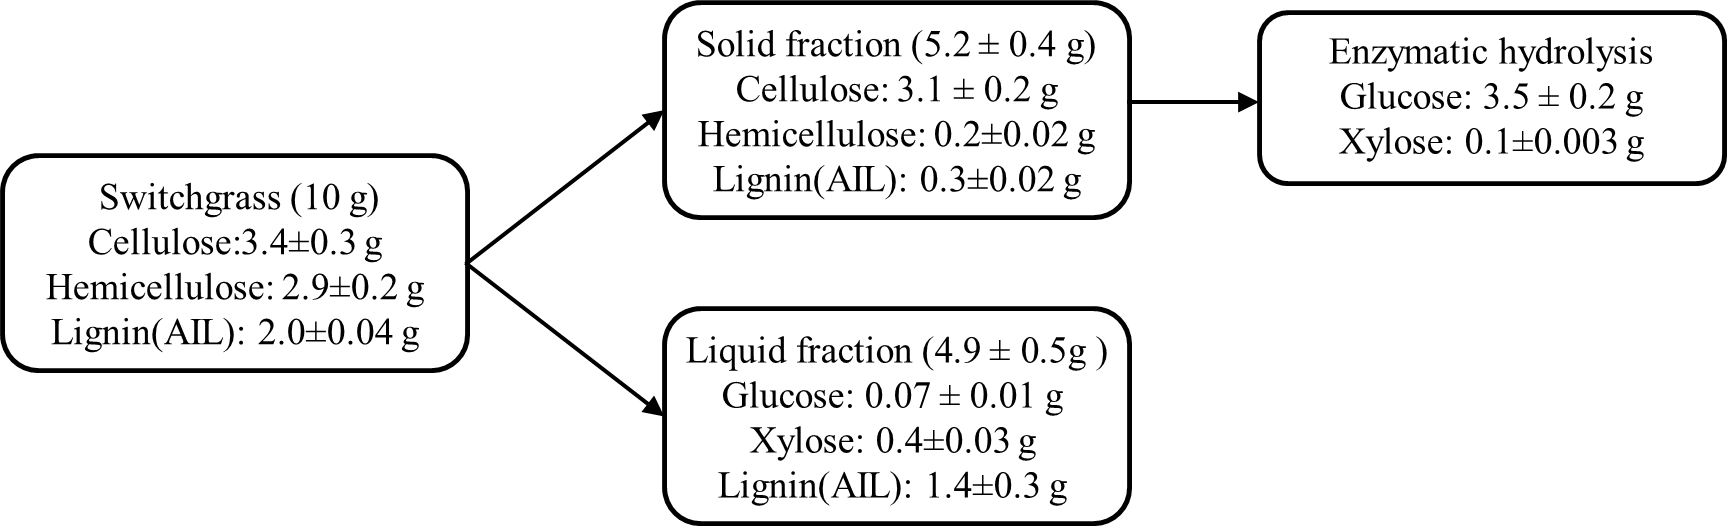 Switchgrass (10 g)
Cellulose:3.4±0.3 g
Hemicellulose: 2.9±0.2 g
Lignin(AIL): 2.0±0.04 g
Solid fraction (5.2 ± 0.4 g)
Cellulose: 3.1 ± 0.2 g
Hemicellulose: 0.2±0.02 g
Lignin(AIL): 0.3±0.02 g
Enzymatic hydrolysis
Glucose: 3.5 ± 0.2 g
Xylose: 0.1±0.003 g
Liquid fraction (4.9 ± 0.5g )
Glucose: 0.07 ± 0.01 g
Xylose: 0.4±0.03 g
Lignin(AIL): 1.4±0.3 g